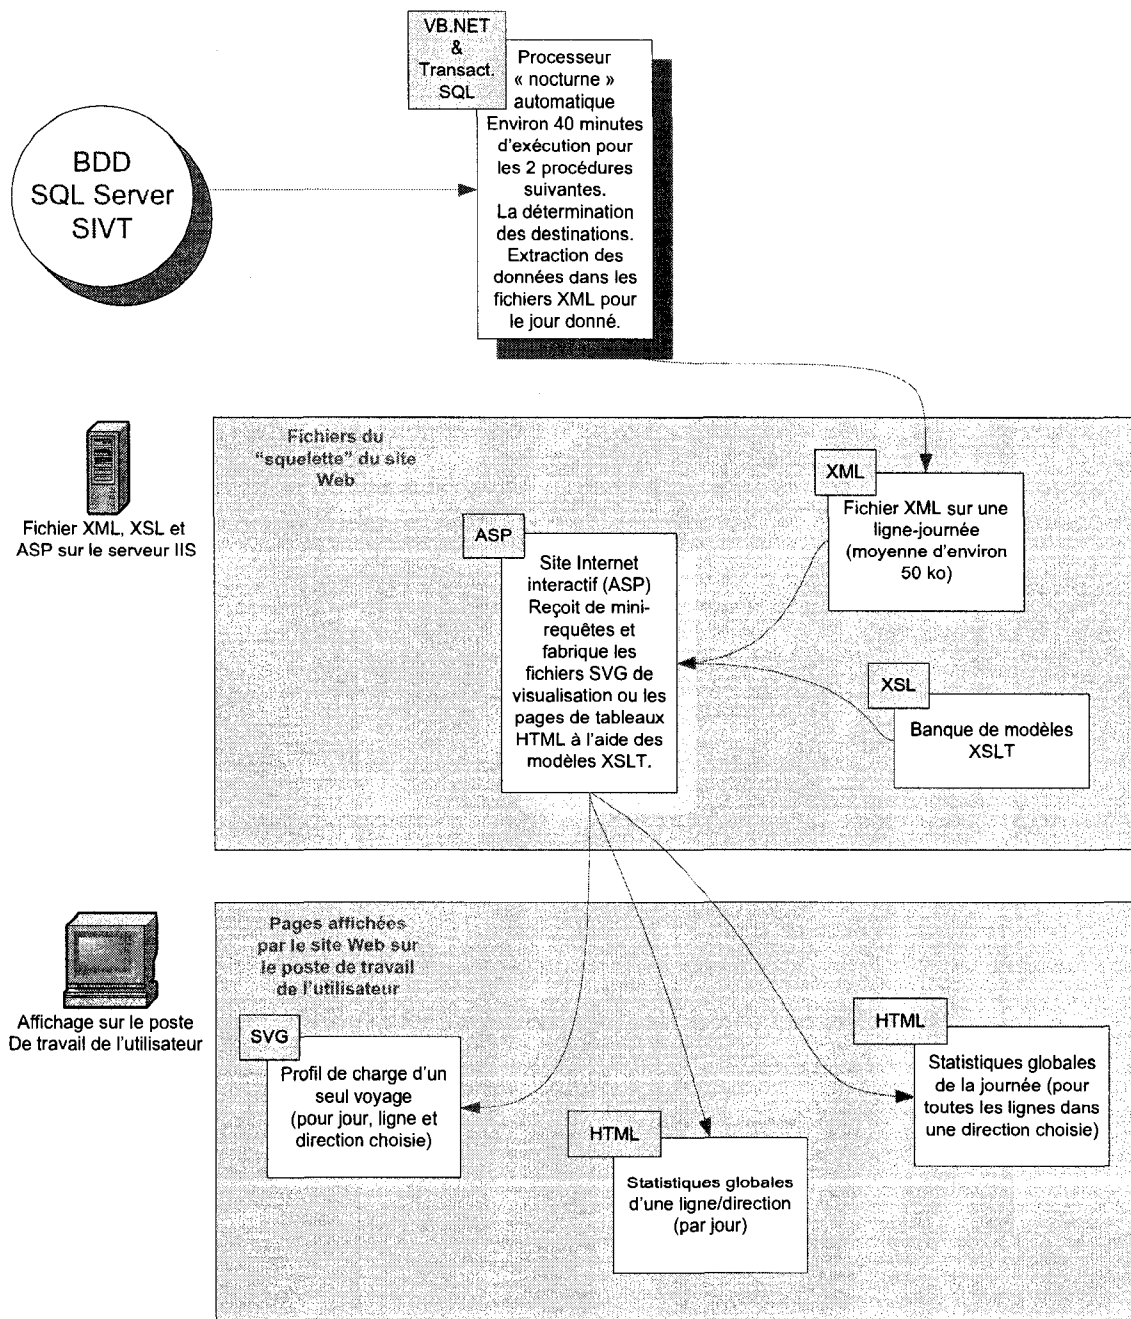 VB.NET
&
Transact.
SQL
Processeur
« nocturne »
automatique
Environ 40 minutes
d'exécution pour
les 2 procédures
suivantes.
La détermination
des destinations.
Extraction des
données dans les
fichiers XML pour
le jour donné.
BDD
SQL Server
SIVT
Fichiers du
"squelette" du site
Web
Fichier XML, XSL et
ASP sur le serveur IIS
XML
Fichier XML sur une
ligne-journée
(moyenne d'environ
50 ko)
ASP
Site Internet
interactif (ASP)
Reçoit de mini-
requêtes et
fabrique les
fichiers SVG de
visualisation ou les
pages de tableaux
HTML à l'aide des
modèles XSLT.
XSL
Banque de modèles
XSLT
Pages affichées
par le site Web sur
le poste de travail
de l'utilisateur
Affichage sur le poste
De travail de l'utilisateur
SVG
Profil de charge d'un
seul voyage
(pour jour, ligne et
direction choisie)
HTML
Statistiques globales
d'une ligne/direction
(par jour)
HTML
Statistiques globales
de la journée (pour
toutes les lignes dans
une direction choisie)